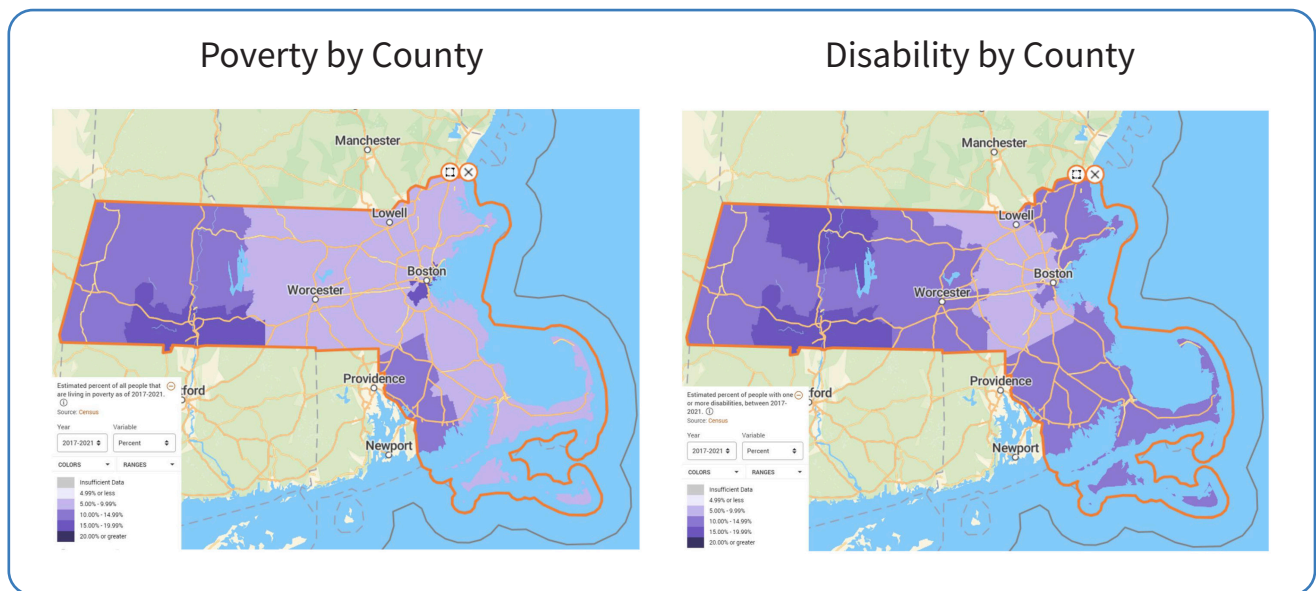 Poverty by County
Manchester
Lowell
Boston
Worcester
Providence
Newport
xford
Estimated percent of all people that
are living in poverty as of 2017-2021.
Source: Census
Year
Variable
2017-2021
Percent
COLORS
RANGES
Insufficient Data
4.99% or less
5.00% - 9.99%
10.00% - 14.99%
15.00% - 19.99%
20.00% or greater
Disability by County
Manchester
Lowell
Boston
Worcester
Providence
Newport
ford
Estimated percent of people with one
or more disabilities, between 2017-
2021.
Source: Census
Year
Variable
2017-2021
Percent
COLORS
RANGES
Insufficient Data
4.99% or less
5.00% - 9.99%
10.00% - 14.99%
15.00% - 19.99%
20.00% or greater